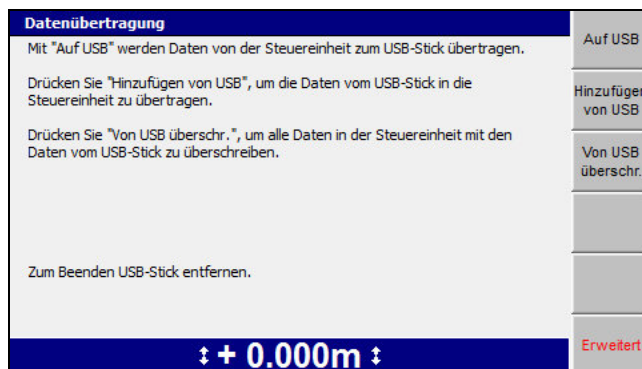 Datenübertragung
Mit "Auf USB" werden Daten von der Steuereinheit zum USB-Stick übertragen.
Drücken Sie "Hinzufügen von USB", um die Daten vom USB-Stick in die
Steuereinheit zu übertragen.
Drücken Sie "Von USB überschr.", um alle Daten in der Steuereinheit mit den
Daten vom USB-Stick zu überschreiben.
Zum Beenden USB-Stick entfernen.
↕ + 0.000m ↕
Auf USB
Hinzufügen
von USB
Von USB
überschr.
Erweitert